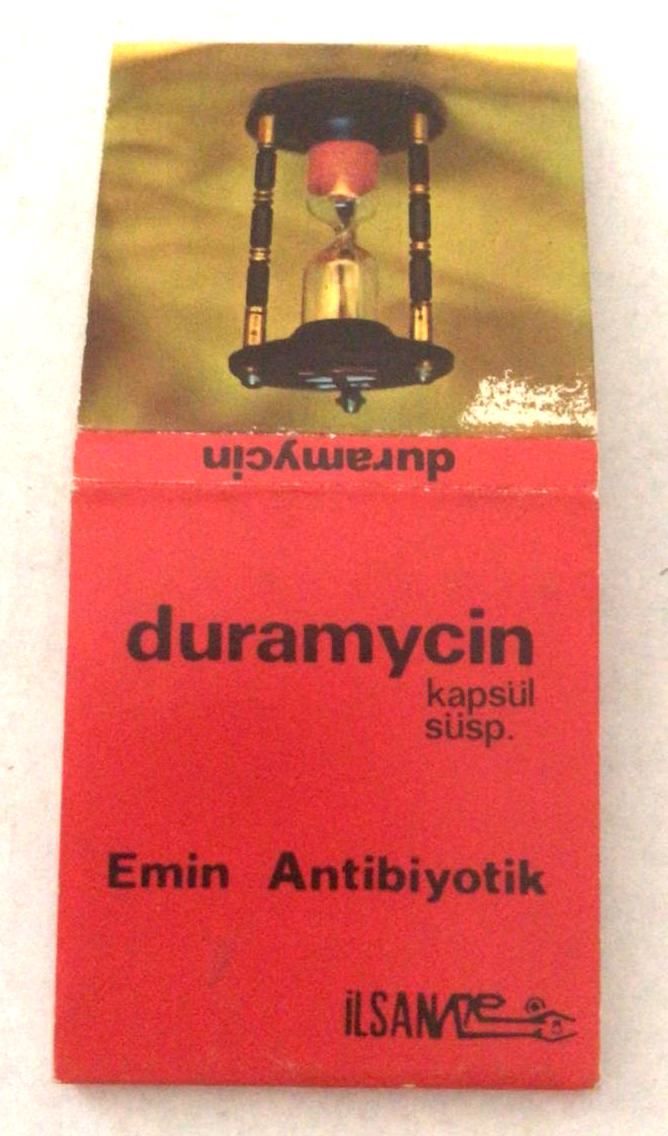 duramycin
duramycin
kapsül
süsp.
Emin Antibiyotik
İLSAN